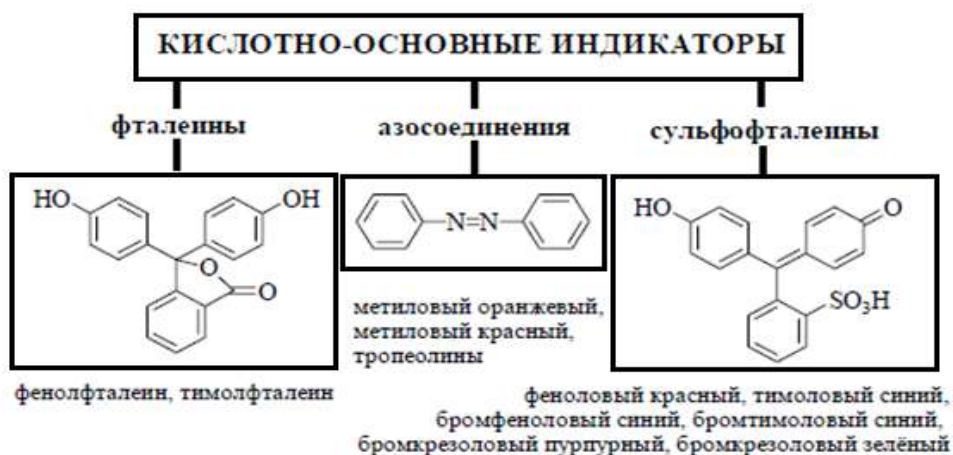 КИСЛОТНО-ОСНОВНЫЕ ИНДИКАТОРЫ
фталеины
азосоединения
сульфофталеины
HO
OH
O
O
N=N
HO
O
SO₃H
метиловый оранжевый,
метиловый красный,
тропеолины
фенолфталеин, тимолфталеин
феноловый красный, тимоловый синий,
бромфеноловый синий, бромтимоловый синий,
бромкрезоловый пурпурный, бромкрезоловый зелёный